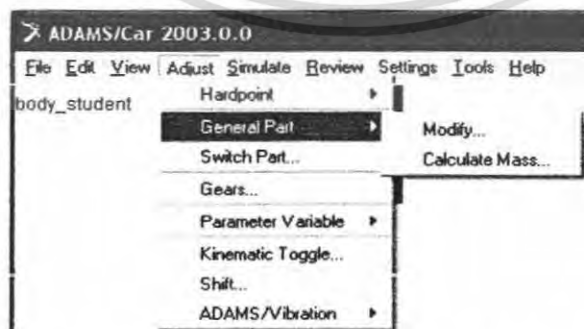 ADAMS/Car 2003.0.0
File Edit View Adjust Simulate Review Settings Tools Help
body_student
Hardpoint
General Part
Modify...
Switch Part...
Calculate Mass...
Gears...
Parameter Variable
Kinematic Toggle...
Shift...
ADAMS/Vibration